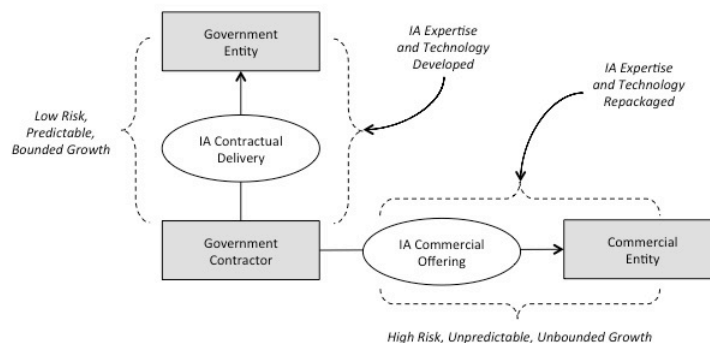 Government
Entity
IA Expertise
and Technology
Developed
IA Expertise
and Technology
Repackaged
Low Risk,
Predictable,
Bounded Growth
IA Contractual
Delivery
Government
Contractor
IA Commercial
Offering
Commercial
Entity
High Risk, Unpredictable, Unbounded Growth